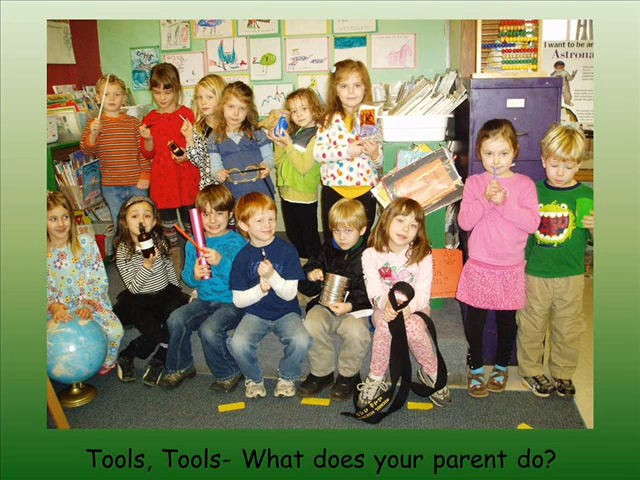 I want to be an
Astrona
Tools, Tools- What does your parent do?